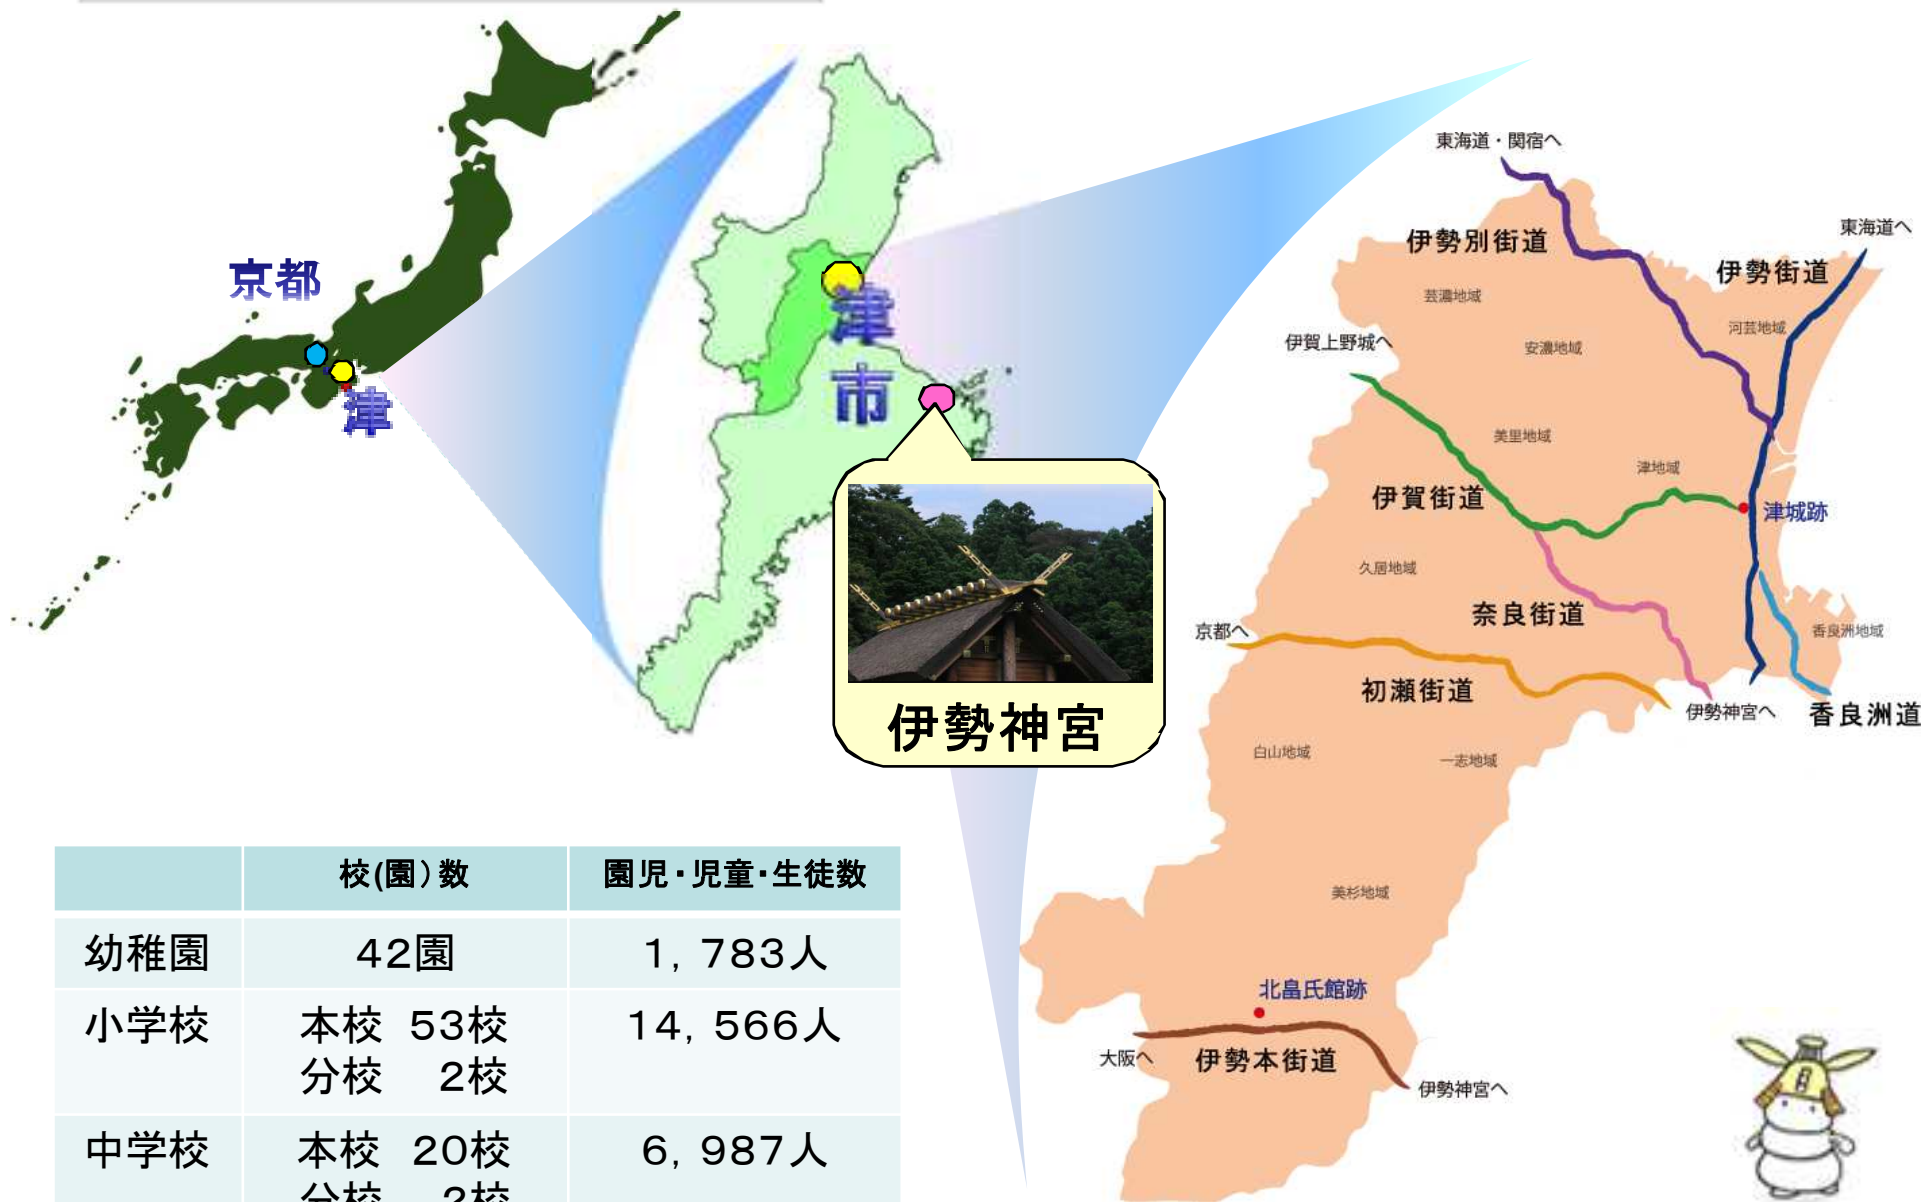 京都
津
津市
伊勢神宮
東海道・関宿へ
東海道へ
伊勢別街道
伊勢街道
芸濃地域
河芸地域
伊賀上野城へ
安濃地域
美里地域
津地域
伊賀街道
津城跡
久居地域
奈良街道
京都へ
香良洲地域
初瀬街道
伊勢神宮へ
香良洲道
白山地域
一志地域
美杉地域
北畠氏館跡
大阪へ
伊勢本街道
伊勢神宮へ
校(園)数 園児・児童・生徒数
幼稚園 42園 1,783人
小学校 本校 53校 14,566人
分校 2校
中学校 本校 20校 6,987人
分校 2校